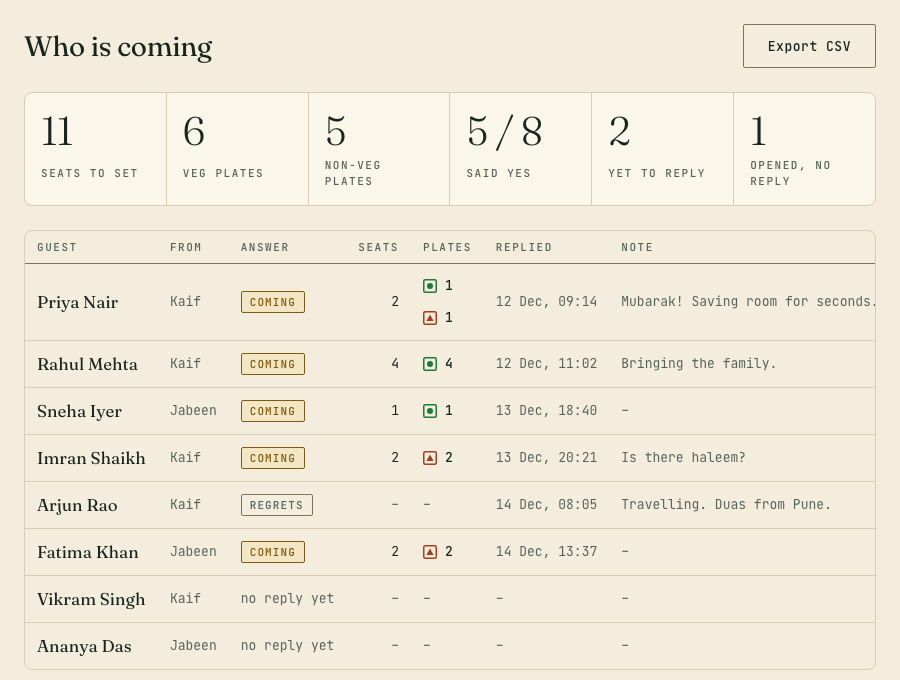 Who is coming
Export CSV
11
SEATS TO SET
6
VEG PLATES
5
NON-VEG
PLATES
5/8
SAID YES
2
YET TO REPLY
1
OPENED, NO
REPLY
GUEST FROM ANSWER SEATS PLATES REPLIED NOTE
Priya Nair Kaif COMING 2 1 1 12 Dec, 09:14 Mubarak! Saving room for seconds.
Rahul Mehta Kaif COMING 4 4 12 Dec, 11:02 Bringing the family.
Sneha Iyer Jabeen COMING 1 1 13 Dec, 18:40 –
Imran Shaikh Kaif COMING 2 2 13 Dec, 20:21 Is there haleem?
Arjun Rao Kaif REGRETS – – 14 Dec, 08:05 Travelling. Duas from Pune.
Fatima Khan Jabeen COMING 2 2 14 Dec, 13:37 –
Vikram Singh Kaif no reply yet – – – –
Ananya Das Jabeen no reply yet – – – –